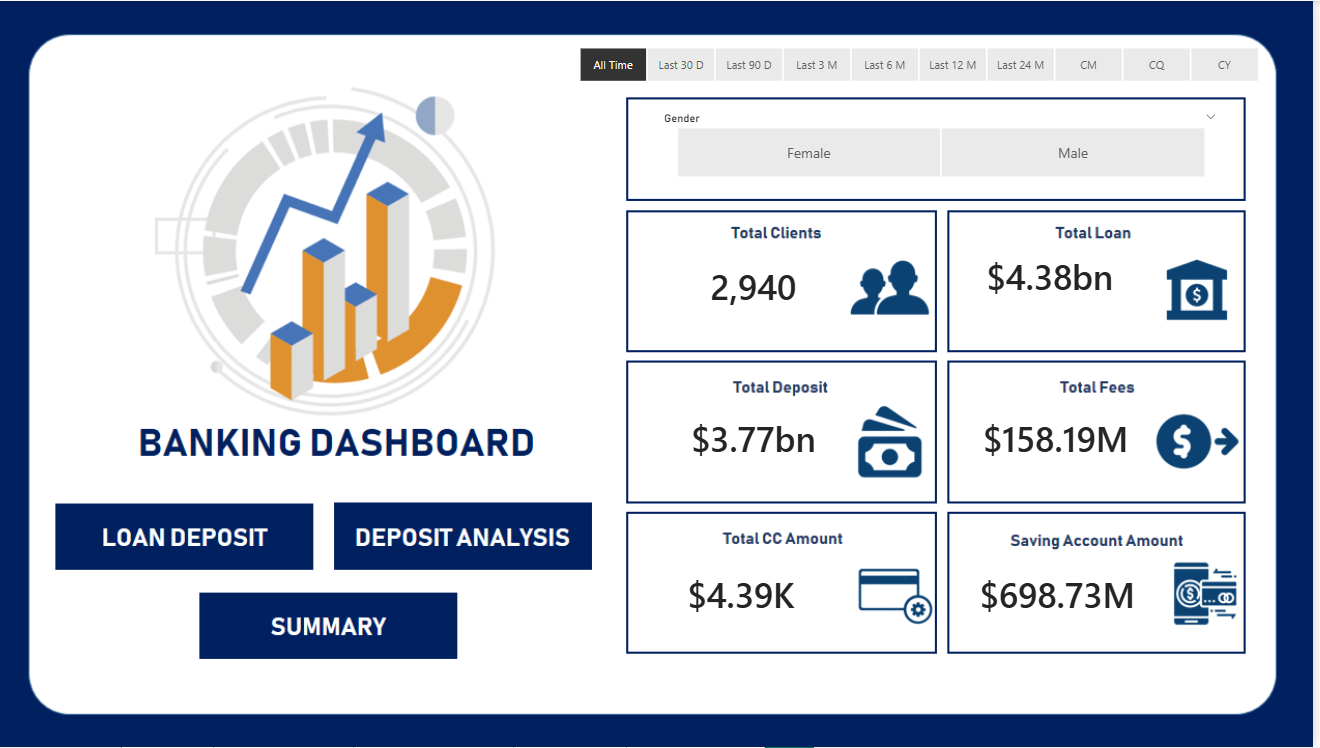 All Time Last 30 D Last 90 D Last 3 M Last 6 M Last 12 M Last 24 M CM CQ CY
Gender
Female Male
Total Clients
2,940
Total Loan
$4.38bn
$
Total Deposit
$3.77bn
Total Fees
$158.19M
$
Total CC Amount
$4.39K
Saving Account Amount
$698.73M
$
BANKING DASHBOARD
LOAN DEPOSIT
DEPOSIT ANALYSIS
SUMMARY